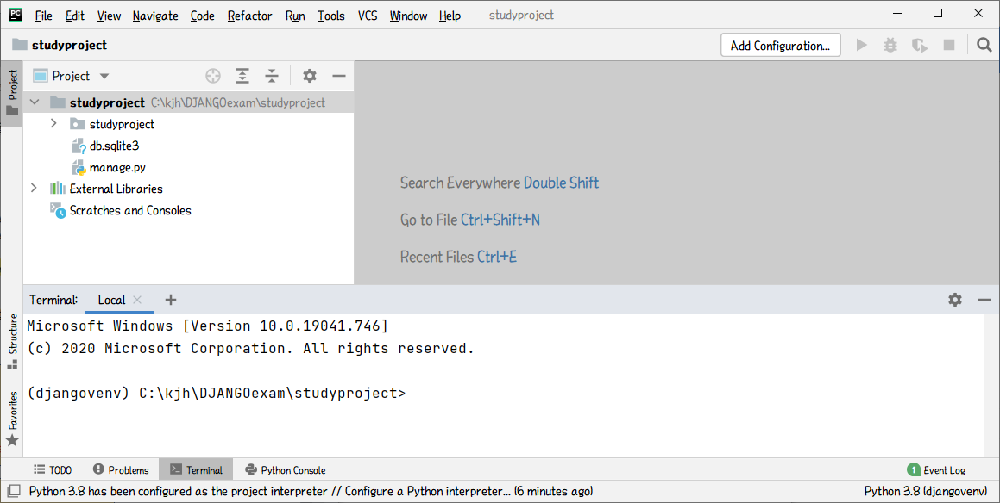 PC File Edit View Navigate Code Refactor Run Tools VCS Window Help studyproject
studyproject Add Configuration...
Project
Project
studyproject C:\kjh\DJANGOexam\studyproject
studyproject
db.sqlite3
manage.py
External Libraries
Scratches and Consoles
Search Everywhere Double Shift
Go to File Ctrl+Shift+N
Recent Files Ctrl+E
Terminal: Local
Structure
Favorites
Microsoft Windows [Version 10.0.19041.746]
(c) 2020 Microsoft Corporation. All rights reserved.
(djangovenv) C:\kjh\DJANGOexam\studyproject>
TODO Problems Terminal Python Console 1 Event Log
Python 3.8 has been configured as the project interpreter // Configure a Python interpreter... (6 minutes ago) Python 3.8 (djangovenv)